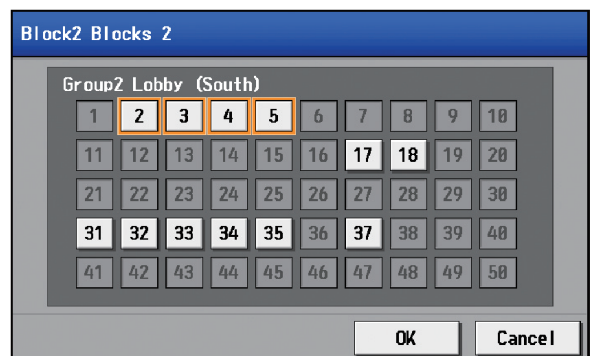 Block2 Blocks 2
Group2 Lobby (South)
1 2 3 4 5 6 7 8 9 10
11 12 13 14 15 16 17 18 19 20
21 22 23 24 25 26 27 28 29 30
31 32 33 34 35 36 37 38 39 40
41 42 43 44 45 46 47 48 49 50
OK Cancel